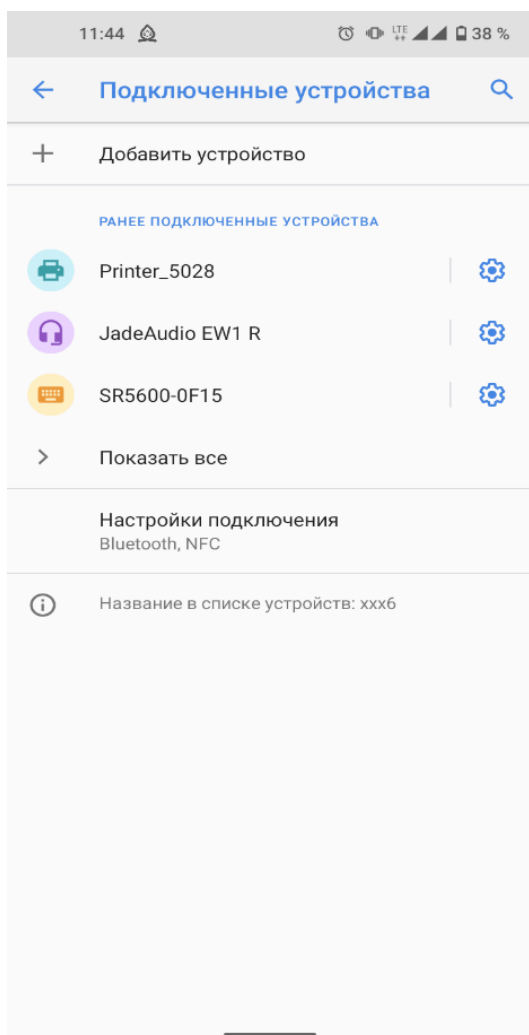 11:44 LTE ++ 38 %
Подключенные устройства
Добавить устройство
РАНЕЕ ПОДКЛЮЧЕННЫЕ УСТРОЙСТВА
Printer_5028
JadeAudio EW1 R
SR5600-0F15
Показать все
Настройки подключения
Bluetooth, NFC
Название в списке устройств: xxx6